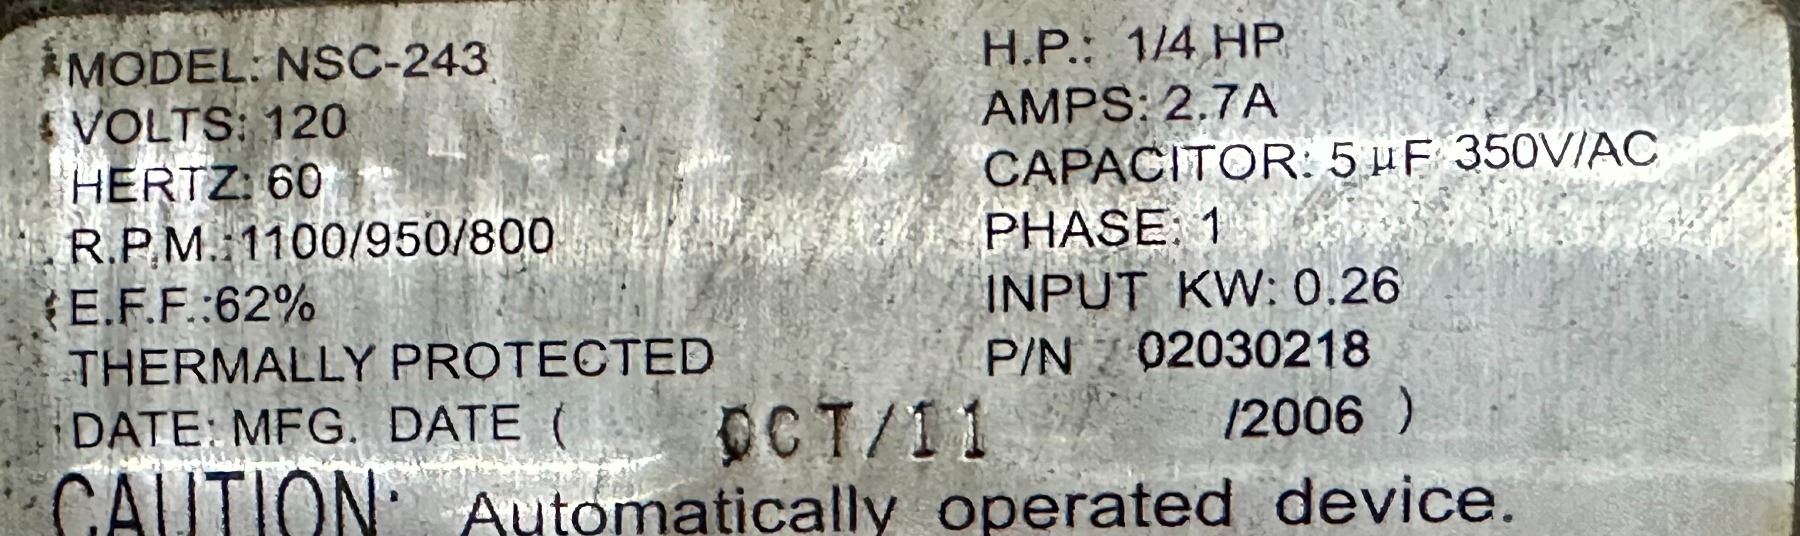 MODEL: NSC-243
VOLTS: 120
HERTZ: 60
R.P.M.:1100/950/800
E.F.F.:62%
THERMALLY PROTECTED
DATE: MFG. DATE ( OCT/11 /2006 )
H.P.: 1/4 HP
AMPS: 2.7A
CAPACITOR: 5 µF 350V/AC
PHASE: 1
INPUT KW: 0.26
P/N 02030218
CAUTION: Automatically operated device.